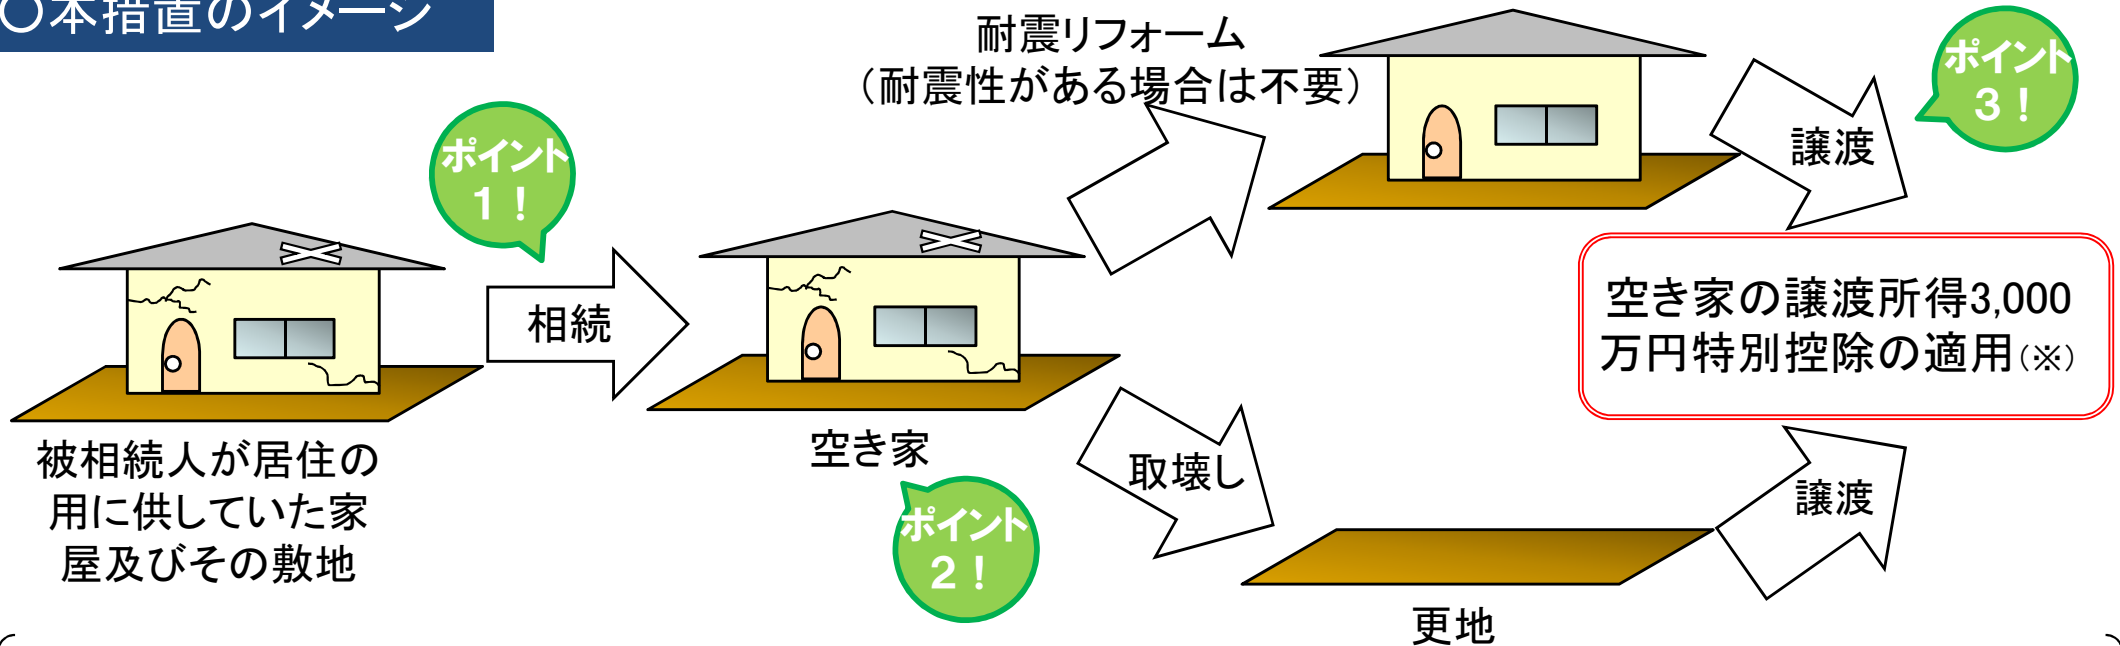 ○本措置のイメージ
耐震リフォーム
（耐震性がある場合は不要）
ポイント
3！
譲渡
ポイント
1！
相続
空き家の譲渡所得3,000
万円特別控除の適用(※)
被相続人が居住の
用に供していた家
屋及びその敷地
空き家
ポイント
2！
取壊し
譲渡
更地